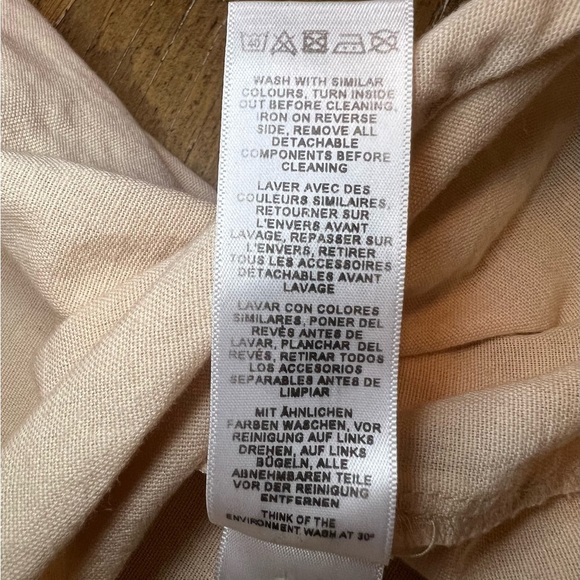 40
WASH WITH SIMILAR
COLOURS, TURN INSIDE
OUT BEFORE CLEANING,
IRON ON REVERSE
SIDE, REMOVE ALL
DETACHABLE
COMPONENTS BEFORE
CLEANING
LAVER AVEC DES
COULEURS SIMILAIRES,
RETOURNER SUR
L'ENVERS AVANT
LAVAGE, REPASSER SUR
L'ENVERS, RETIRER
TOUS LES ACCESSOIRES
DÉTACHABLES AVANT
LAVAGE
LAVAR CON COLORES
SIMILARES, PONER DEL
REVÉS ANTES DE
LAVAR, PLANCHAR DEL
REVÉS, RETIRAR TODOS
LOS ACCESORIOS
SEPARABLES ANTES DE
LIMPIAR
MIT ÄHNLICHEN
FARBEN WASCHEN, VOR
REINIGUNG AUF LINKS
DREHEN, AUF LINKS
BÜGELN, ALLE
ABNEHMBAREN TEILE
VOR DER REINIGUNG
ENTFERNEN
THINK OF THE
ENVIRONMENT WASH AT 30°